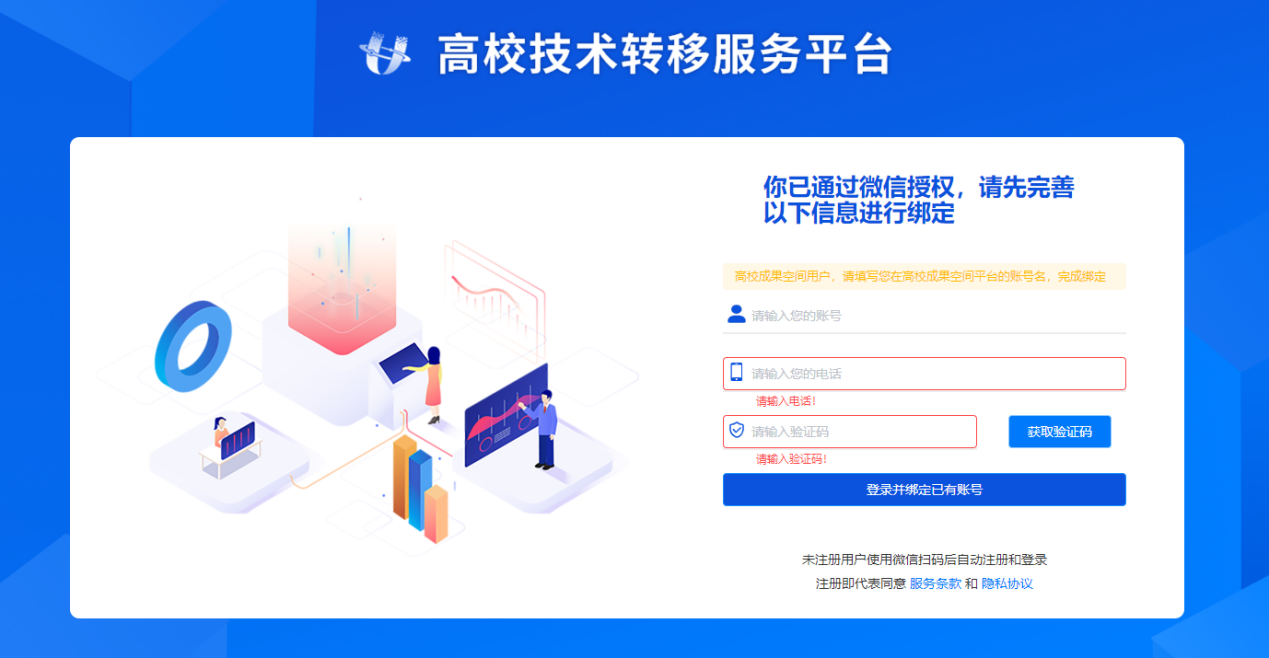 高校技术转移服务平台
你已通过微信授权，请先完善
以下信息进行绑定
高校成果空间用户，请填写您在高校成果空间平台的账号名，完成绑定
请输入您的账号
请输入您的电话
请输入电话！
请输入验证码
获取验证码
请输入验证码！
登录并绑定已有账号
未注册用户使用微信扫码后自动注册和登录
注册即代表同意 服务条款 和 隐私协议